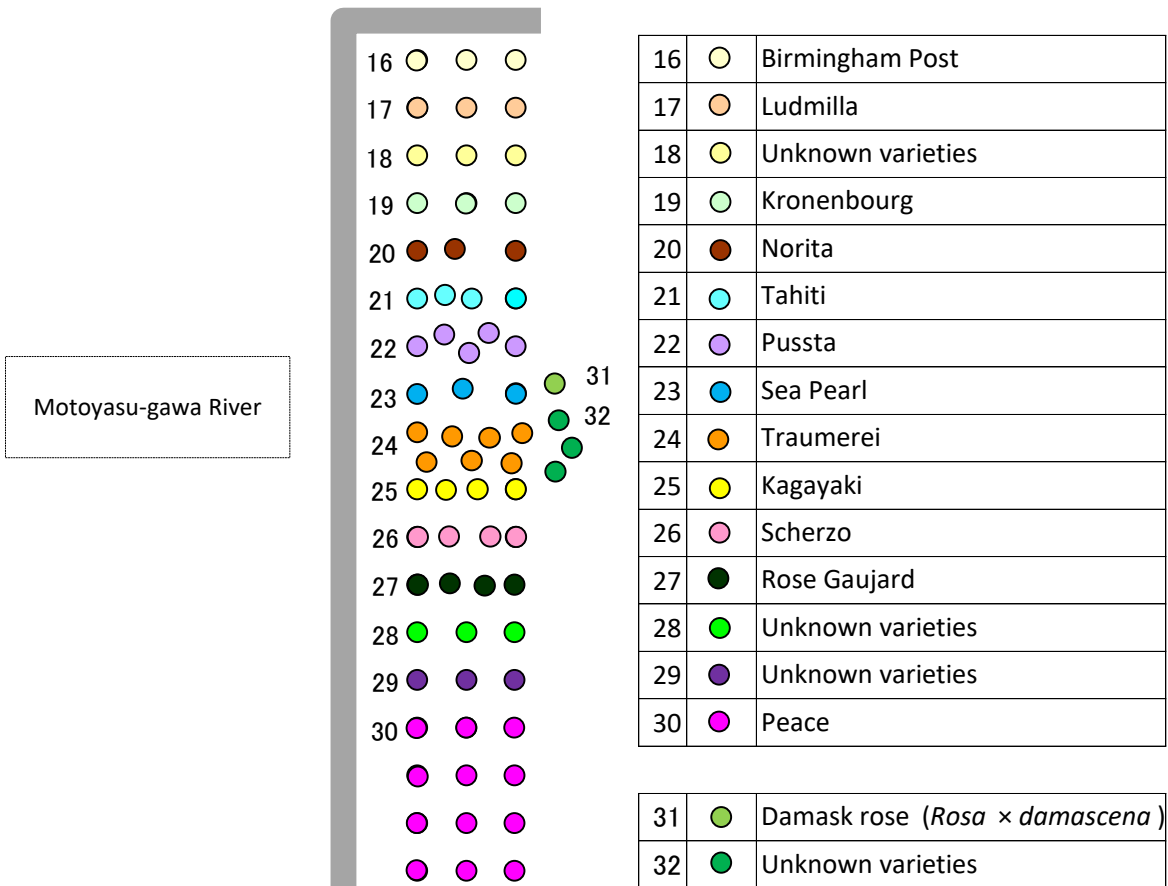 Motoyasu-gawa River
16
17
18
19
20
21
22
23
24
25
26
27
28
29
30
31
32
16 Birmingham Post
17 Ludmilla
18 Unknown varieties
19 Kronenbourg
20 Norita
21 Tahiti
22 Pussta
23 Sea Pearl
24 Traumerei
25 Kagayaki
26 Scherzo
27 Rose Gaujard
28 Unknown varieties
29 Unknown varieties
30 Peace
31 Damask rose (Rosa × damascena)
32 Unknown varieties